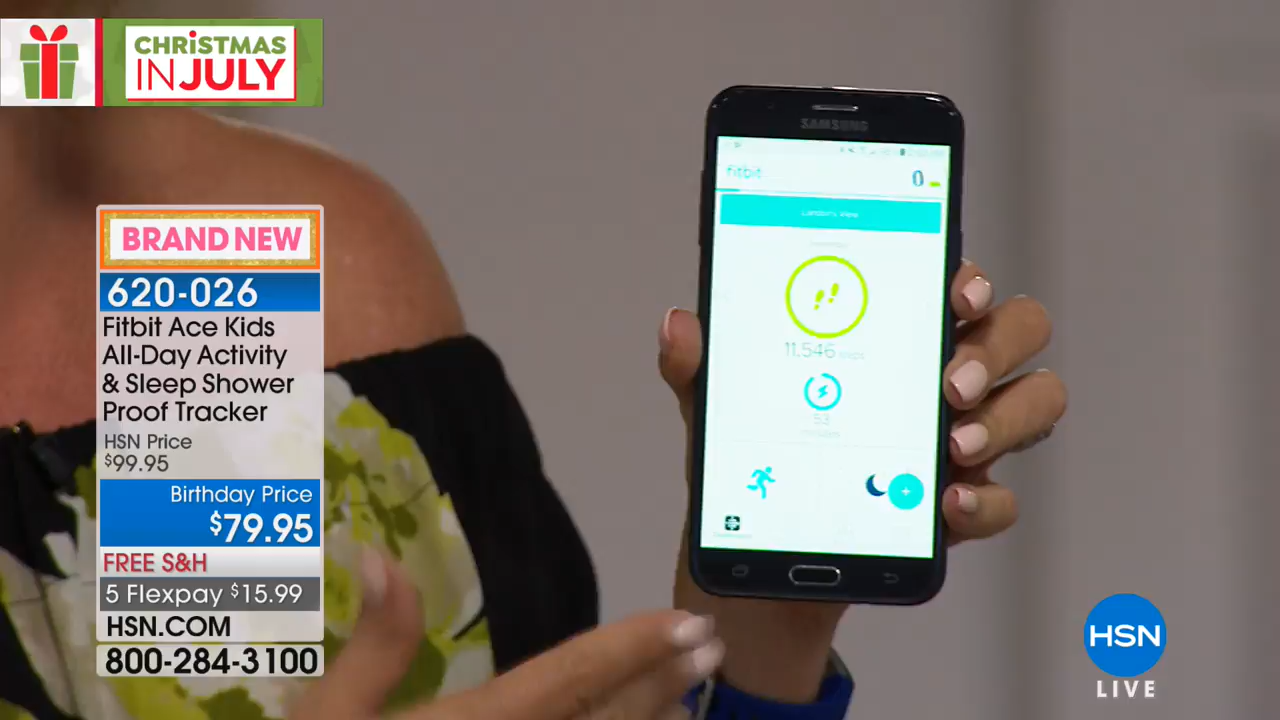 CHRISTMAS
IN JULY
BRAND NEW
620-026
Fitbit Ace Kids
All-Day Activity
& Sleep Shower
Proof Tracker
HSN Price
$99.95
Birthday Price
$79.95
FREE S&H
5 Flexpay $15.99
HSN.COM
800-284-3100
SAMSUNG
fitbit
11,546 steps
53
HSN
LIVE